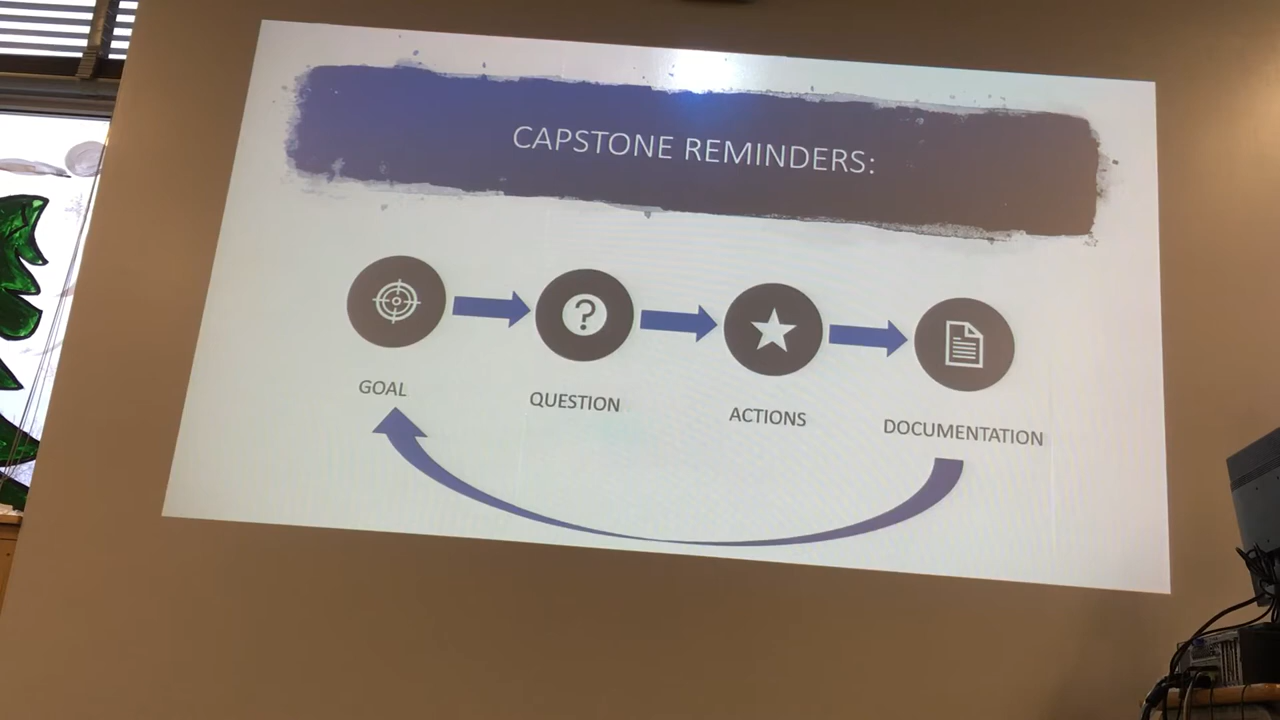 CAPSTONE REMINDERS:
GOAL
QUESTION
ACTIONS
DOCUMENTATION